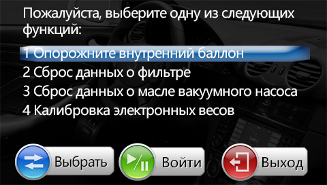 Пожалуйста, выберите одну из следующих
функций:
1 Опорожните внутренний баллон
2 Сброс данных о фильтре
3 Сброс данных о масле вакуумного насоса
4 Калибровка электронных весов
Выбрать Войти Выход